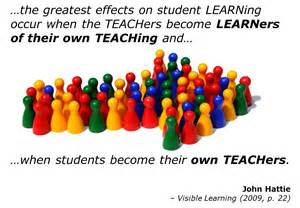 …the greatest effects on student LEARNing
occur when the TEACHers become LEARNers
of their own TEACHing and…
…when students become their own TEACHers.
John Hattie
~ Visible Learning (2009, p. 22)